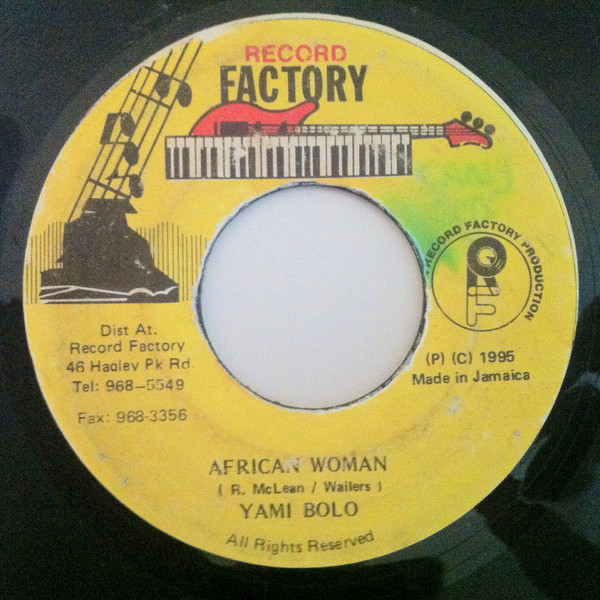 RECORD
FACTORY
RECORD FACTORY PRODUCTION
Dist At.
Record Factory
46 Hagley Pk Rd.
Tel: 968-5549
Fax: 968-3356
(P) (C) 1995
Made in Jamaica
AFRICAN WOMAN
( R. McLean / Wailers )
YAMI BOLO
All Rights Reserved